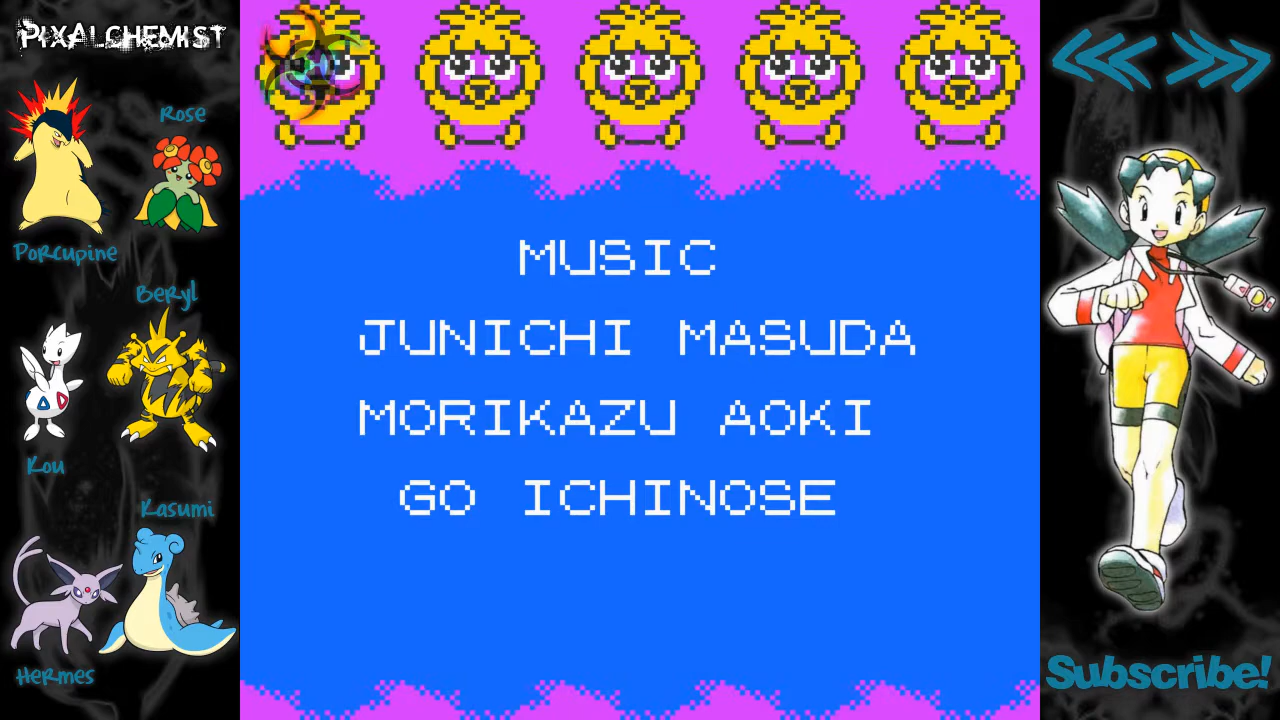 PixAlchemist
Rose
Porcupine
Beryl
Kou
Kasumi
Hermes
MUSIC
JUNICHI MASUDA
MORIKAZU AOKI
GO ICHINOSE
Subscribe!